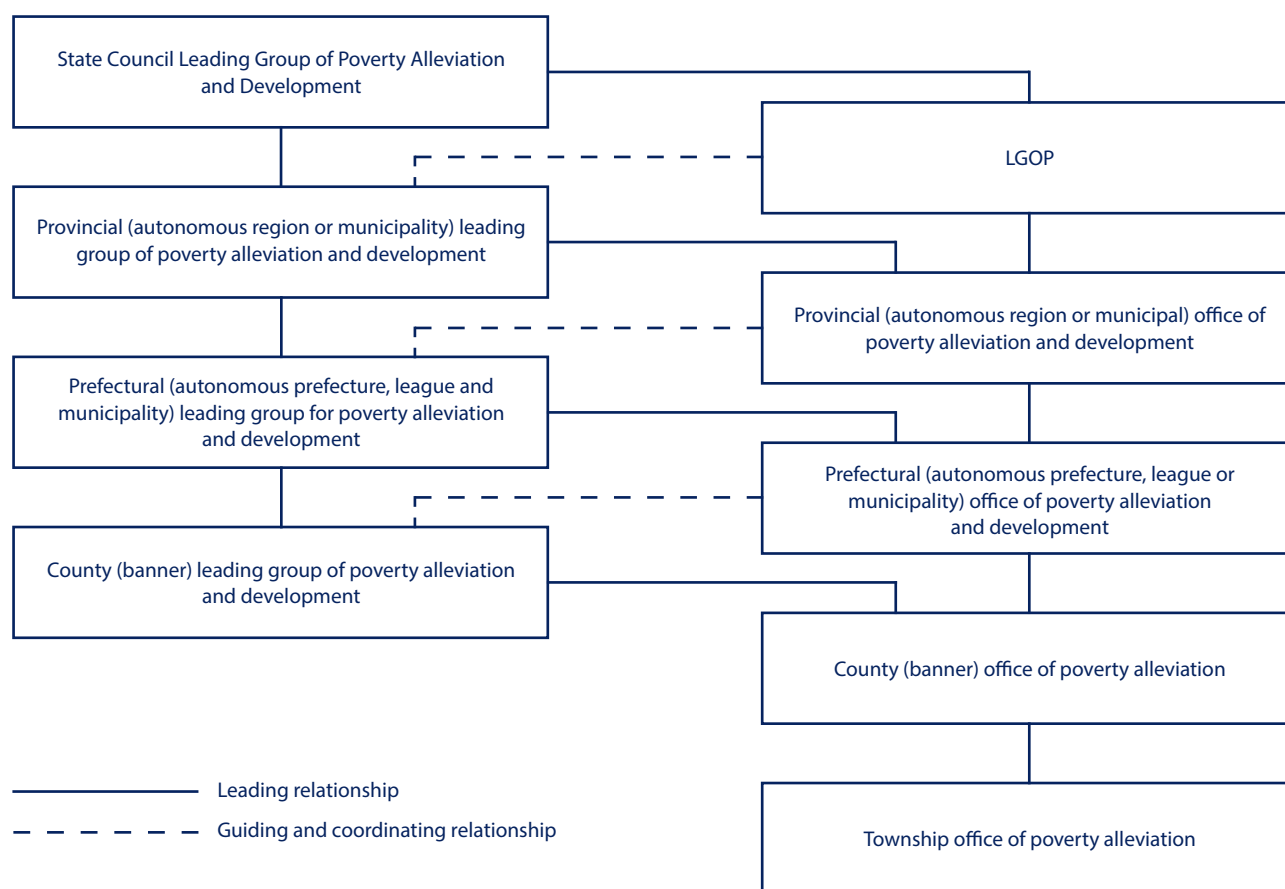 State Council Leading Group of Poverty Alleviation
and Development
LGOP
Provincial (autonomous region or municipality) leading
group of poverty alleviation and development
Provincial (autonomous region or municipal) office of
poverty alleviation and development
Prefectural (autonomous prefecture, league and
municipality) leading group for poverty alleviation
and development
Prefectural (autonomous prefecture, league or
municipality) office of poverty alleviation
and development
County (banner) leading group of poverty alleviation
and development
County (banner) office of poverty alleviation
Leading relationship
Guiding and coordinating relationship
Township office of poverty alleviation